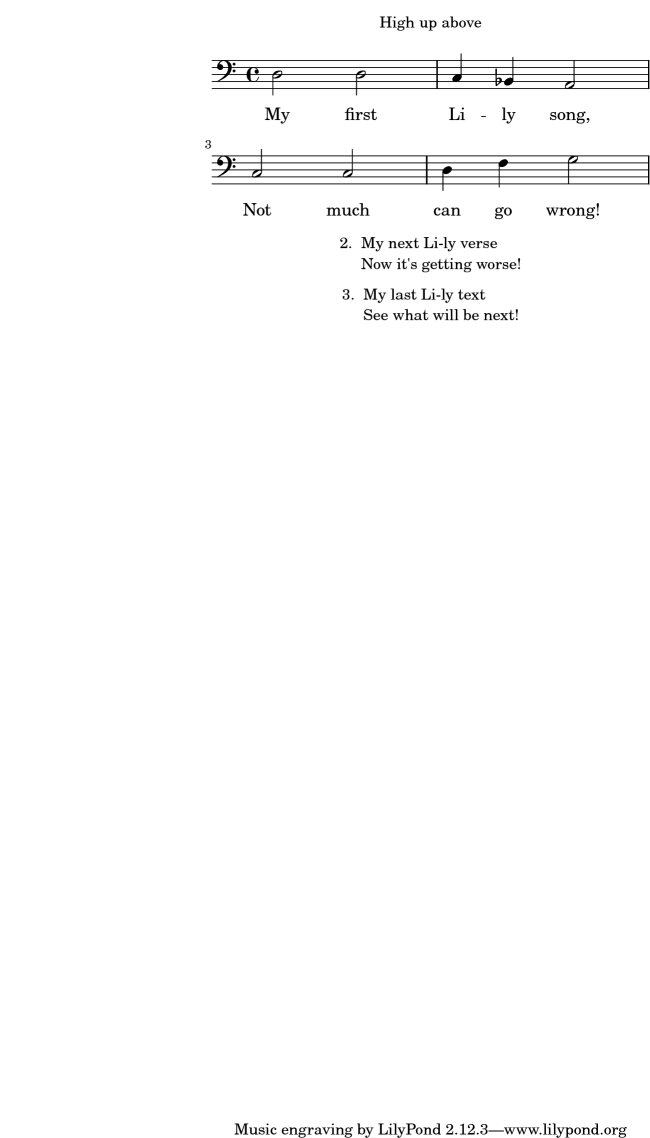 High up above
My first Li - ly song,
3
Not much can go wrong!
2. My next Li-ly verse
Now it's getting worse!
3. My last Li-ly text
See what will be next!
Music engraving by LilyPond 2.12.3—www.lilypond.org